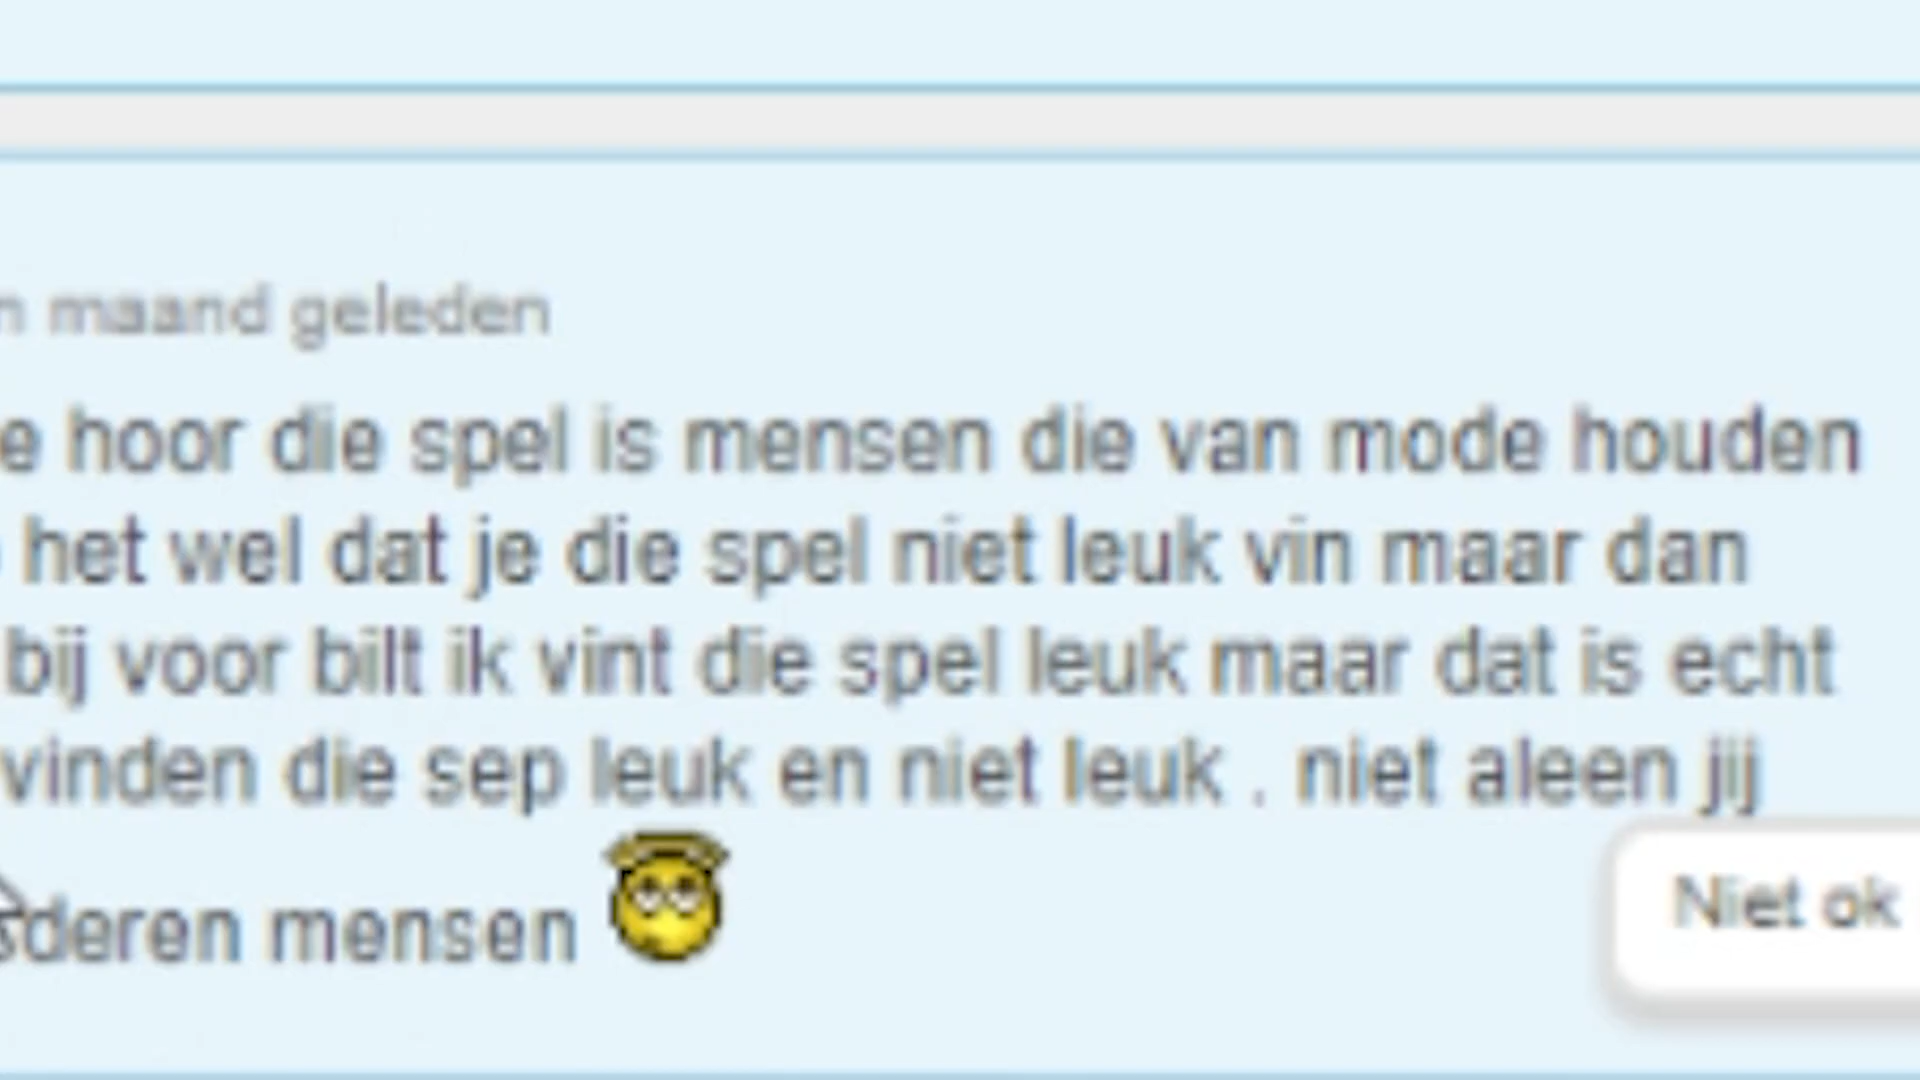 maand geleden
hoor die spel is mensen die van mode houden
het wel dat je die spel niet leuk vin maar dan
bij voor bilt ik vint die spel leuk maar dat is echt
vinden die sep leuk en niet leuk . niet aleen jij
deren mensen
Niet ok